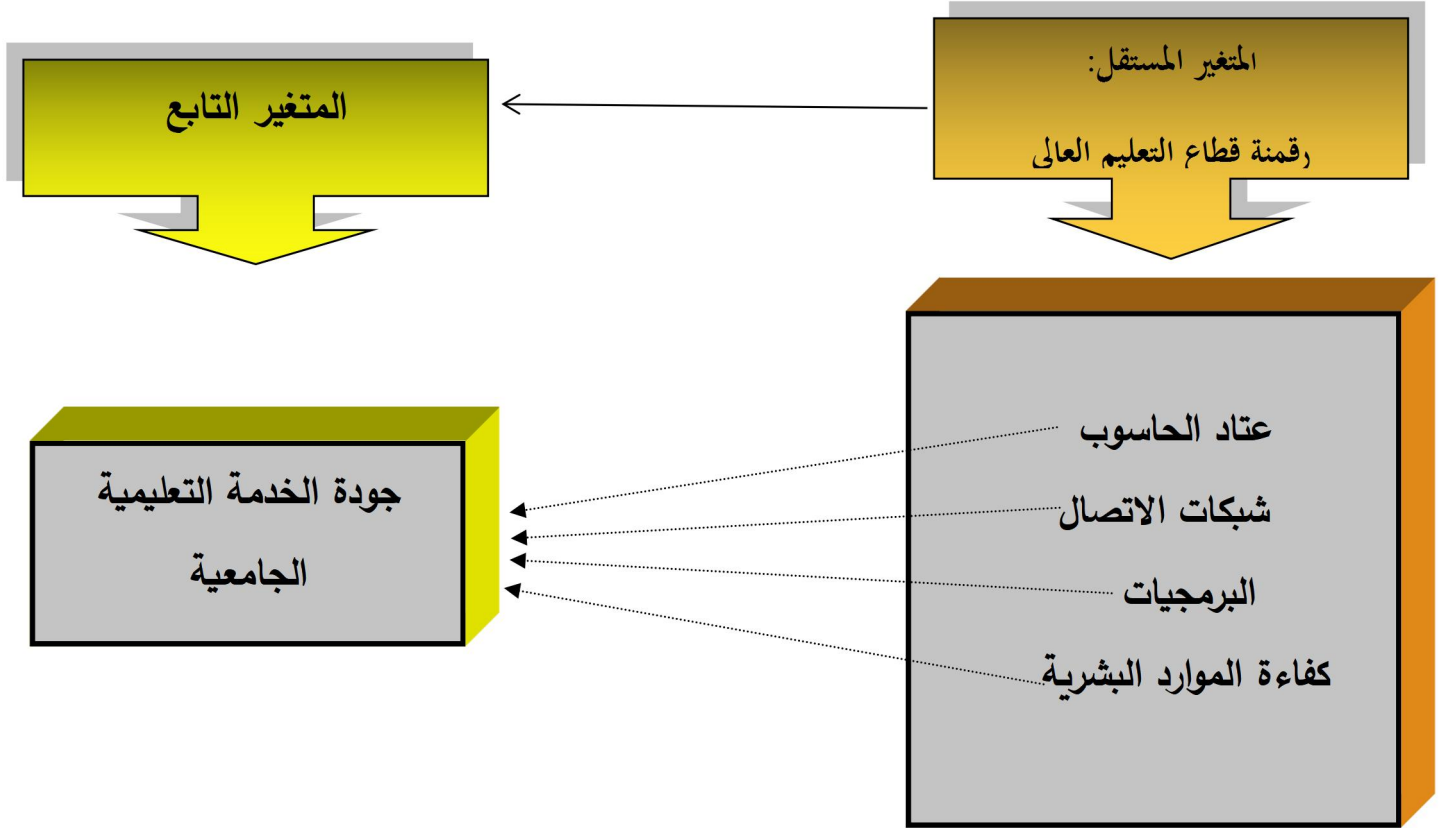 المتغير المستقل:
رقمنة قطاع التعليم العالي
المتغير التابع
عتاد الحاسوب
شبكات الاتصال
البرمجيات
كفاءة الموارد البشرية
جودة الخدمة التعليمية
الجامعية